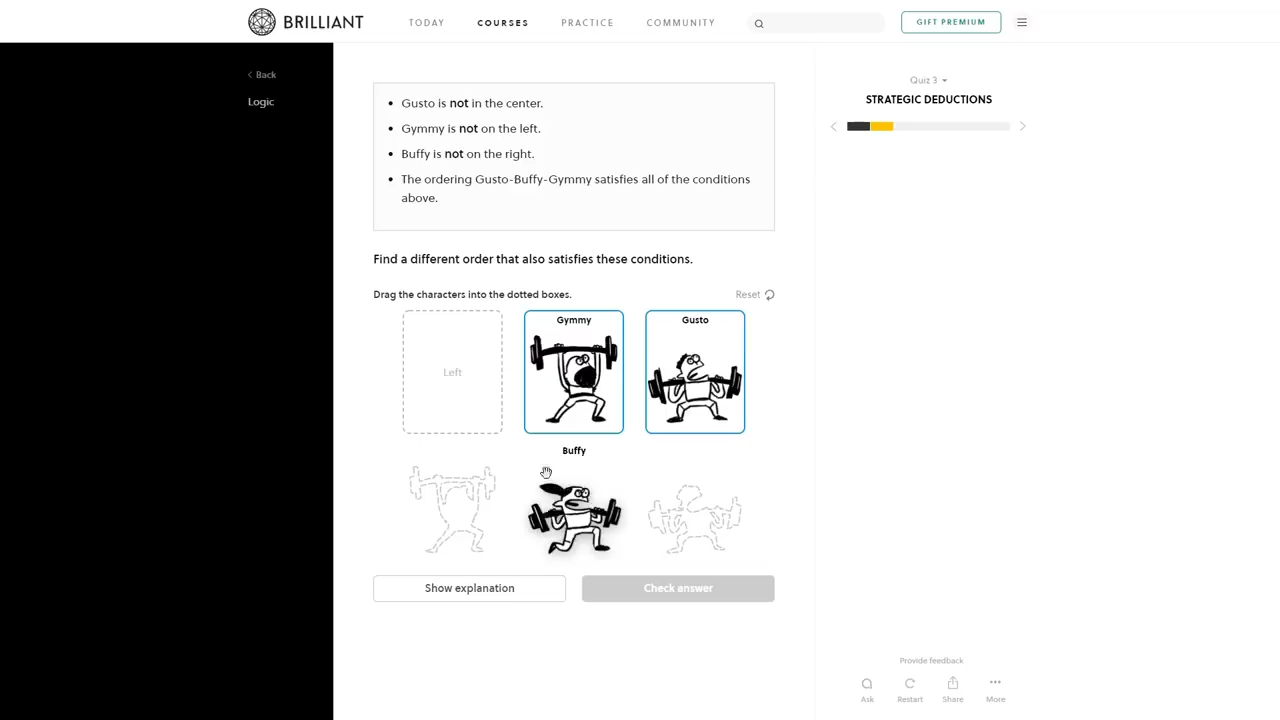 BRILLIANT
TODAY COURSES PRACTICE COMMUNITY GIFT PREMIUM
Back
Logic
Quiz 3
STRATEGIC DEDUCTIONS
• Gusto is not in the center.
• Gymmy is not on the left.
• Buffy is not on the right.
• The ordering Gusto-Buffy-Gymmy satisfies all of the conditions
above.
Find a different order that also satisfies these conditions.
Drag the characters into the dotted boxes. Reset
Left
Gymmy
Gusto
Buffy
Show explanation Check answer
Provide feedback
Ask Restart Share More